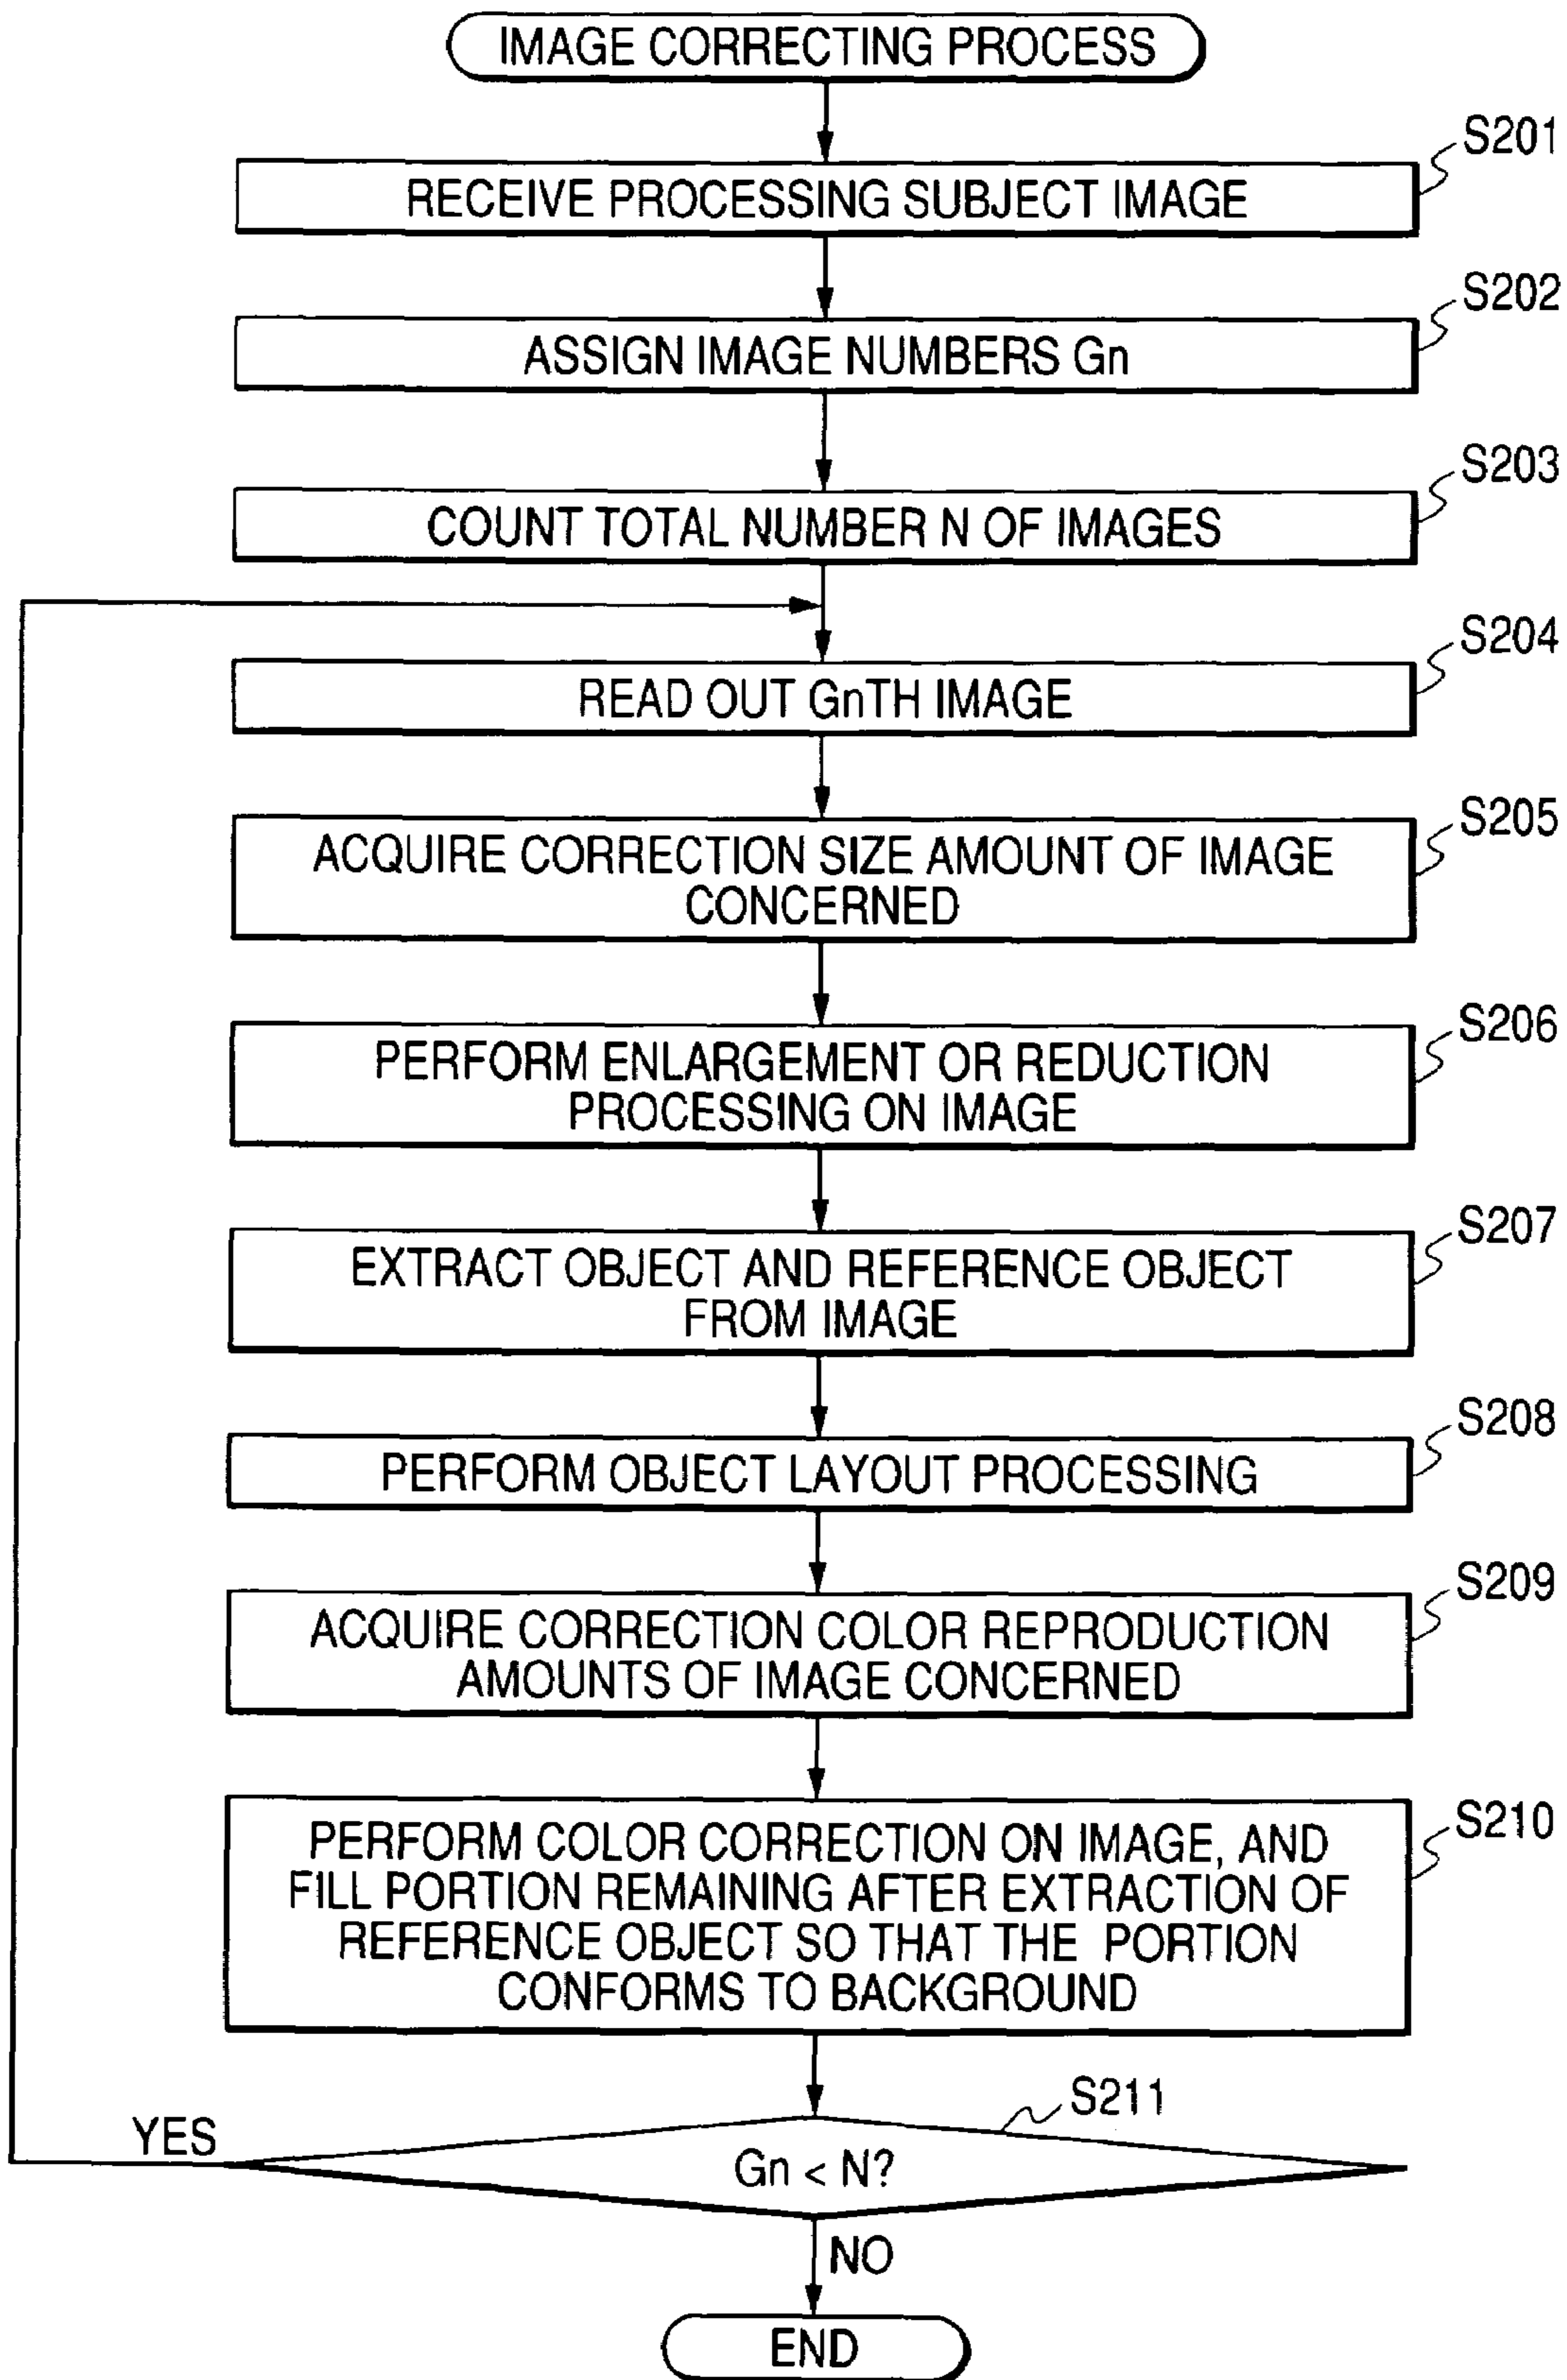 IMAGE CORRECTING PROCESS
S201
RECEIVE PROCESSING SUBJECT IMAGE
S202
ASSIGN IMAGE NUMBERS Gn
S203
COUNT TOTAL NUMBER N OF IMAGES
S204
READ OUT GnTH IMAGE
S205
ACQUIRE CORRECTION SIZE AMOUNT OF IMAGE
CONCERNED
S206
PERFORM ENLARGEMENT OR REDUCTION
PROCESSING ON IMAGE
S207
EXTRACT OBJECT AND REFERENCE OBJECT
FROM IMAGE
S208
PERFORM OBJECT LAYOUT PROCESSING
S209
ACQUIRE CORRECTION COLOR REPRODUCTION
AMOUNTS OF IMAGE CONCERNED
S210
PERFORM COLOR CORRECTION ON IMAGE, AND
FILL PORTION REMAINING AFTER EXTRACTION OF
REFERENCE OBJECT SO THAT THE PORTION
CONFORMS TO BACKGROUND
S211
YES
Gn < N?
NO
END